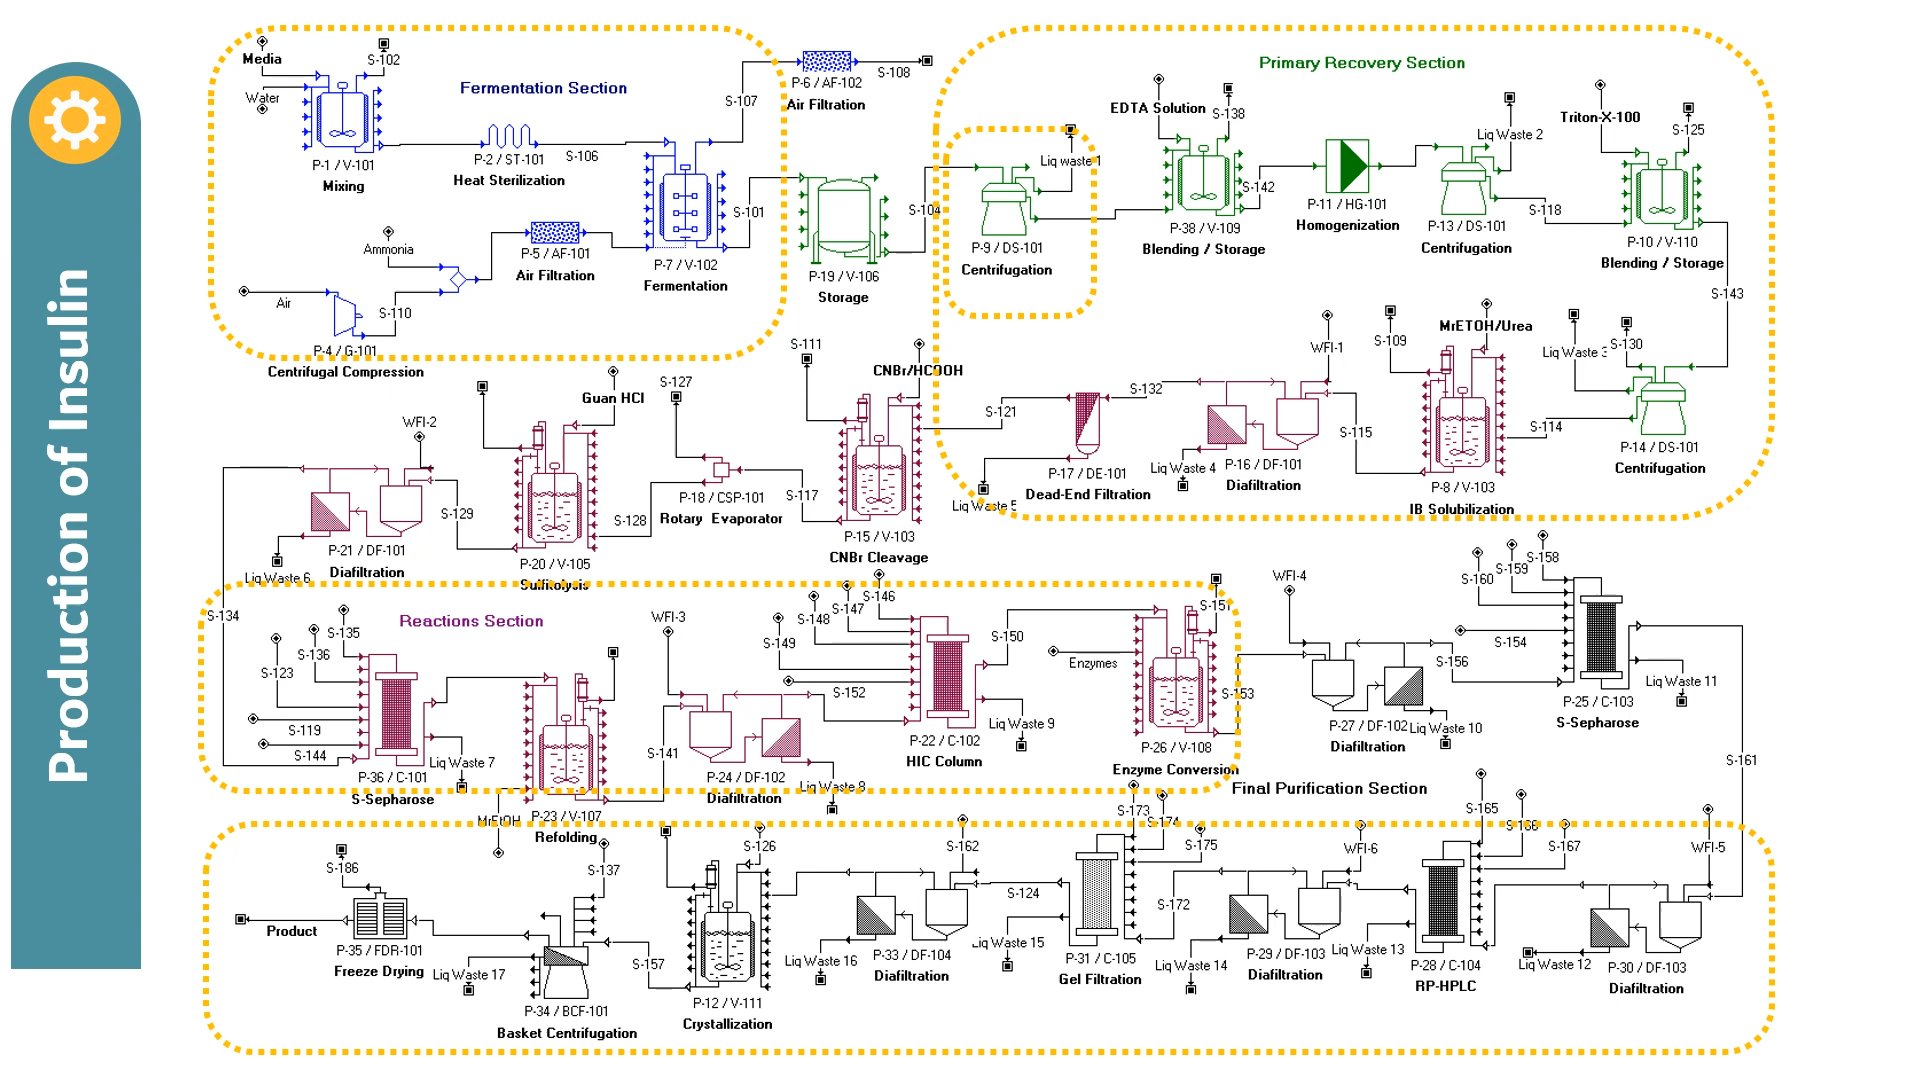 Production of Insulin
Fermentation Section
Media
Water
S-102
P-1 / V-101
Mixing
P-2 / ST-101
Heat Sterilization
S-106
S-107
P-6 / AF-102
Air Filtration
S-108
Ammonia
Air
S-110
P-4 / G-101
Centrifugal Compression
P-5 / AF-101
Air Filtration
P-7 / V-102
Fermentation
S-101
P-19 / V-106
Storage
S-104
Primary Recovery Section
Liq waste 1
P-9 / DS-101
Centrifugation
EDTA Solution
S-138
P-38 / V-109
Blending / Storage
S-142
P-11 / HG-101
Homogenization
Liq Waste 2
P-13 / DS-101
Centrifugation
S-118
Triton-X-100
S-125
P-10 / V-110
Blending / Storage
S-143
Liq Waste 3
S-130
P-14 / DS-101
Centrifugation
S-114
MrETOH/Urea
S-109
P-8 / V-103
IB Solubilization
S-115
WFI-1
P-16 / DF-101
Diafiltration
Liq Waste 4
S-132
P-17 / DE-101
Dead-End Filtration
Liq Waste 5
S-121
CNBr/HCOOH
S-111
P-15 / V-103
CNBr Cleavage
S-117
S-127
P-18 / CSP-101
Rotary Evaporator
S-128
Guan HCl
P-20 / V-105
Sulfitolysis
S-129
WFI-2
P-21 / DF-101
Diafiltration
Liq Waste 6
S-134
Reactions Section
S-135
S-136
S-123
S-119
S-144
P-36 / C-101
S-Sepharose
Liq Waste 7
MrEtOH
P-23 / V-107
Refolding
S-141
WFI-3
P-24 / DF-102
Diafiltration
Liq Waste 8
S-146
S-147
S-148
S-149
S-152
P-22 / C-102
HIC Column
Liq Waste 9
S-150
Enzymes
S-151
P-26 / V-108
Enzyme Conversion
S-153
WFI-4
P-27 / DF-102
Diafiltration
Liq Waste 10
S-156
S-158
S-159
S-160
S-154
P-25 / C-103
S-Sepharose
Liq Waste 11
S-161
Final Purification Section
WFI-5
P-30 / DF-103
Diafiltration
Liq Waste 12
S-165
S-166
S-167
P-28 / C-104
RP-HPLC
Liq Waste 13
WFI-6
P-29 / DF-103
Diafiltration
Liq Waste 14
S-172
S-173
S-174
S-175
P-31 / C-105
Gel Filtration
Liq Waste 15
S-124
S-162
P-33 / DF-104
Diafiltration
Liq Waste 16
S-126
P-12 / V-111
Crystallization
S-157
S-137
P-34 / BCF-101
Basket Centrifugation
Liq Waste 17
S-186
P-35 / FDR-101
Freeze Drying
Product